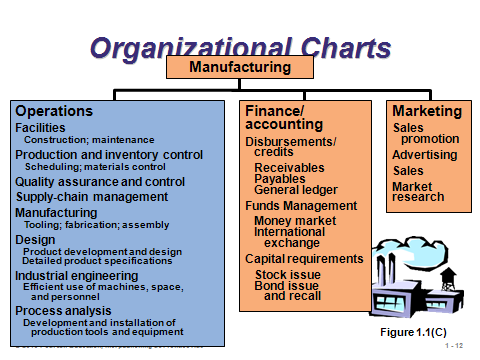 Organizational Charts
Manufacturing
Operations
Facilities
Construction; maintenance
Production and inventory control
Scheduling; materials control
Quality assurance and control
Supply-chain management
Manufacturing
Tooling; fabrication; assembly
Design
Product development and design
Detailed product specifications
Industrial engineering
Efficient use of machines, space,
and personnel
Process analysis
Development and installation of
production tools and equipment
Finance/
accounting
Disbursements/
credits
Receivables
Payables
General ledger
Funds Management
Money market
International
exchange
Capital requirements
Stock issue
Bond issue
and recall
Marketing
Sales
promotion
Advertising
Sales
Market
research
Figure 1.1(C)
1 - 12